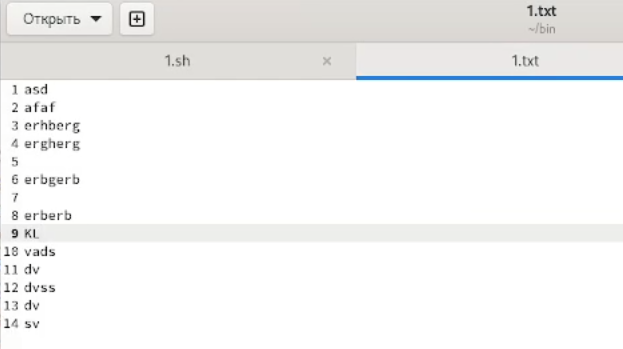 Открыть
1.txt
~/bin
1.sh ×
1.txt
1 asd
2 afaf
3 erhberg
4 ergherg
5
6 erbgerb
7
8 erberb
9 KL
10 vads
11 dv
12 dvss
13 dv
14 sv